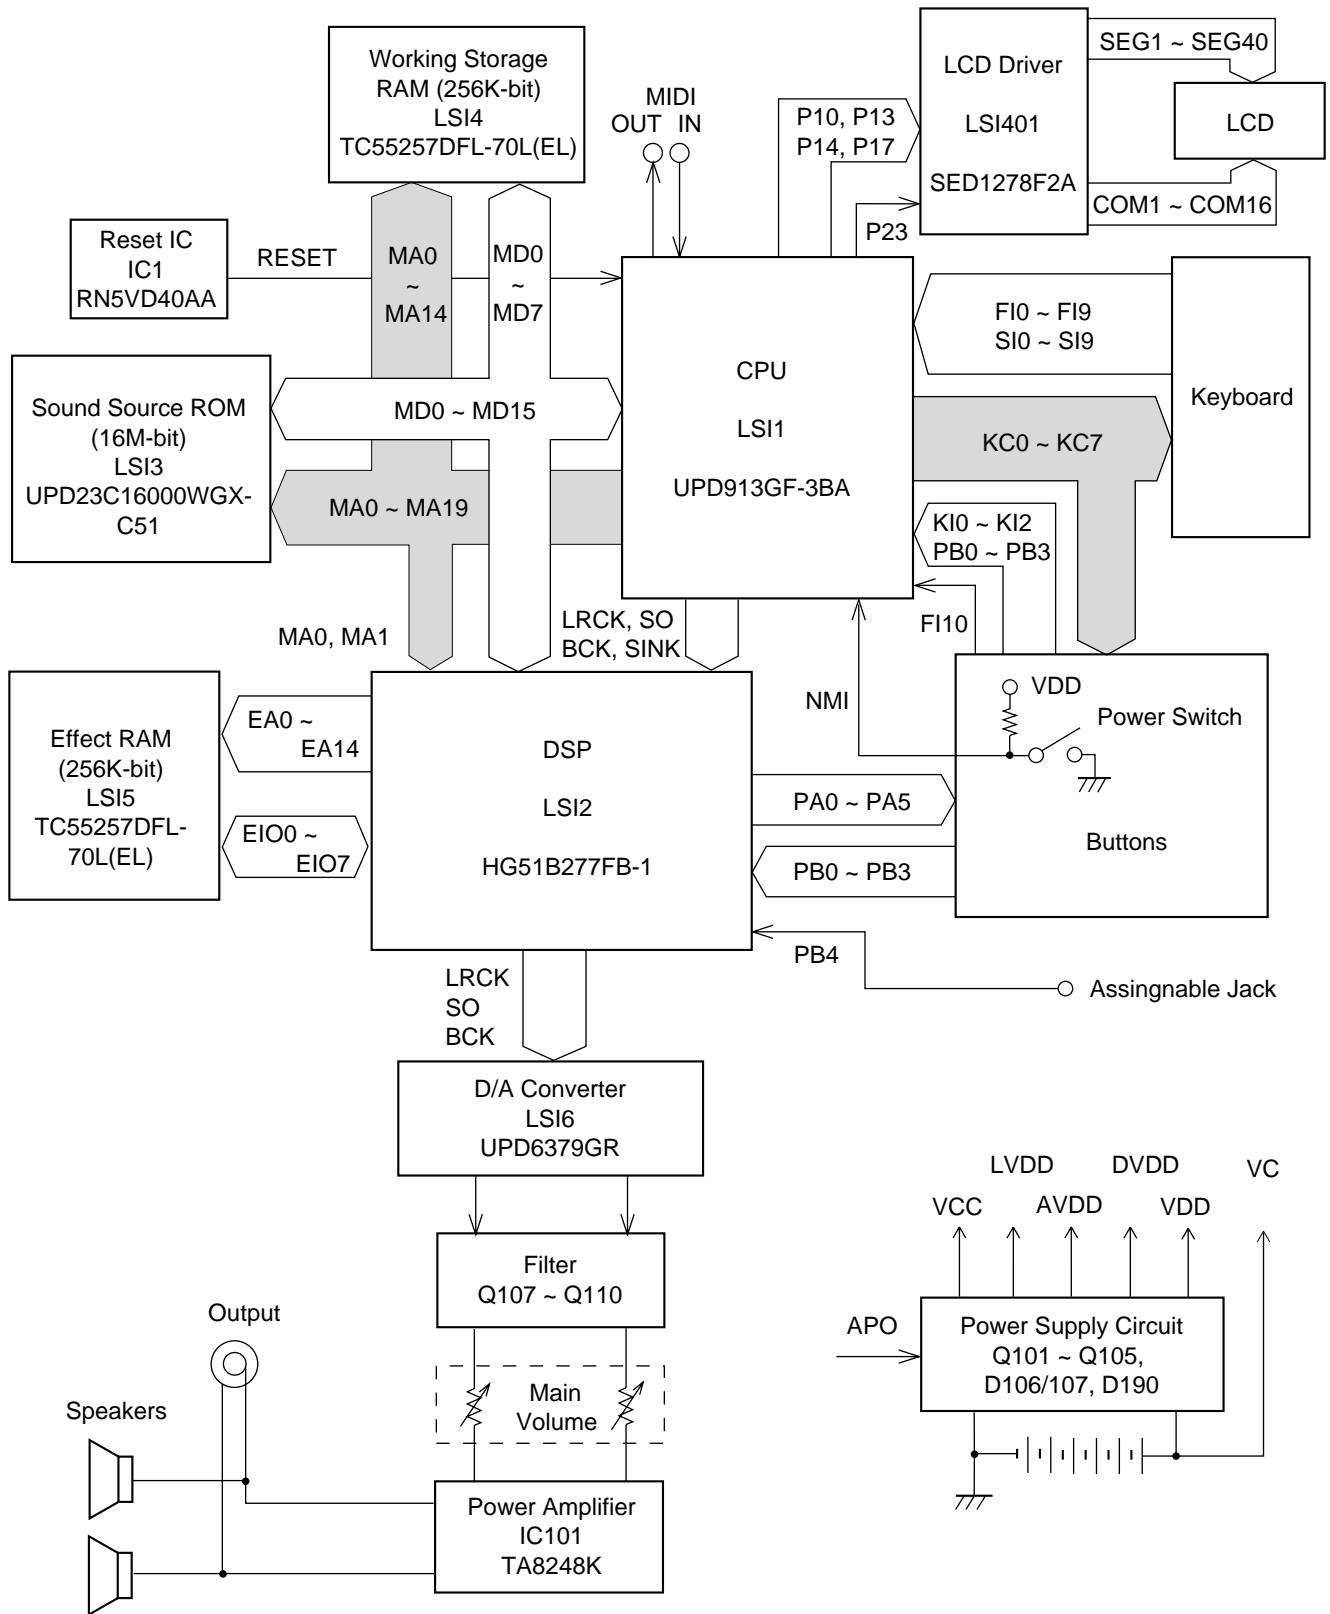 Working Storage
RAM (256K-bit)
LSI4
TC55257DFL-70L(EL)
MIDI
OUT IN
P10, P13
P14, P17
P23
LCD Driver
LSI401
SED1278F2A
SEG1 ~ SEG40
LCD
COM1 ~ COM16
Reset IC
IC1
RN5VD40AA
RESET
MA0
~
MA14
MD0
~
MD7
CPU
LSI1
UPD913GF-3BA
FI0 ~ FI9
SI0 ~ SI9
Keyboard
KC0 ~ KC7
Sound Source ROM
(16M-bit)
LSI3
UPD23C16000WGX-
C51
MD0 ~ MD15
MA0 ~ MA19
KI0 ~ KI2
PB0 ~ PB3
FI10
MA0, MA1
LRCK, SO
BCK, SINK
NMI
VDD
Power Switch
Buttons
Effect RAM
(256K-bit)
LSI5
TC55257DFL-
70L(EL)
EA0 ~
EA14
EIO0 ~
EIO7
DSP
LSI2
HG51B277FB-1
PA0 ~ PA5
PB0 ~ PB3
PB4
Assingnable Jack
LRCK
SO
BCK
D/A Converter
LSI6
UPD6379GR
Filter
Q107 ~ Q110
Main
Volume
Output
Speakers
Power Amplifier
IC101
TA8248K
LVDD DVDD VC
VCC AVDD VDD
APO
Power Supply Circuit
Q101 ~ Q105,
D106/107, D190